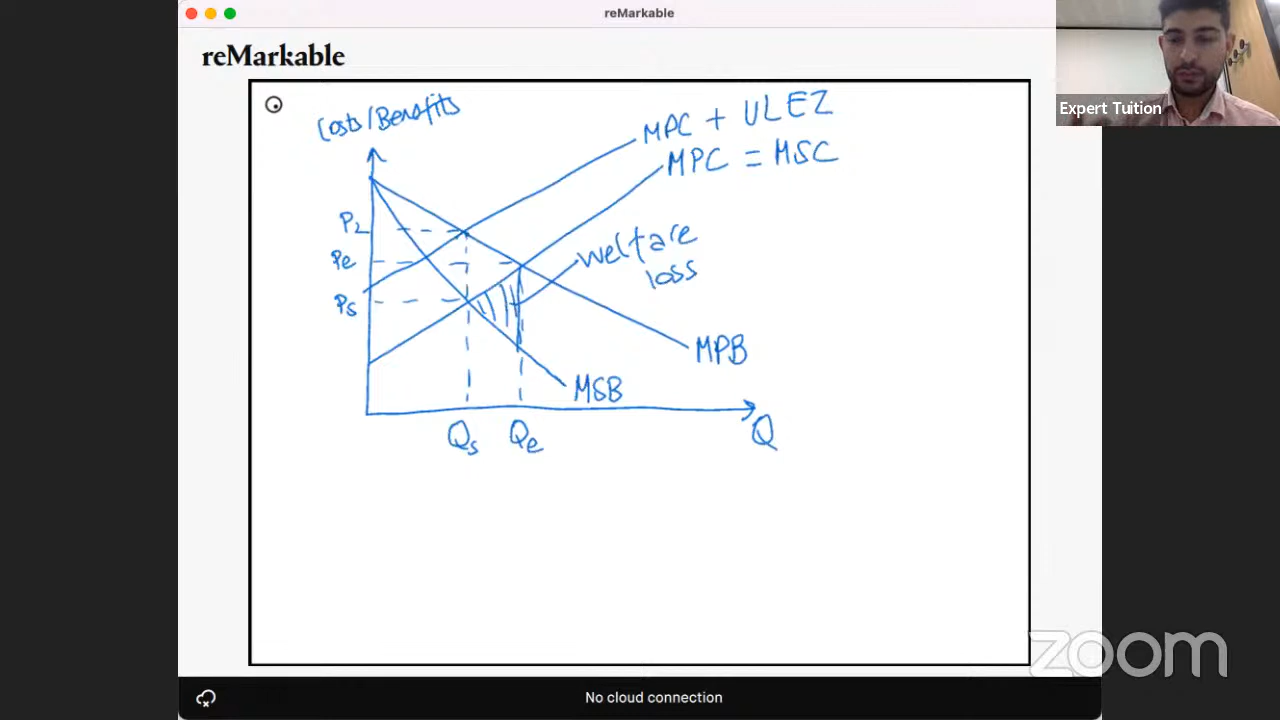 reMarkable
reMarkable
Expert Tuition
Costs/Benefits
MPC + ULEZ
MPC = MSC
P2
Pe
Ps
welfare
loss
MPB
MSB
Qs
Qe
Q
zoom
No cloud connection